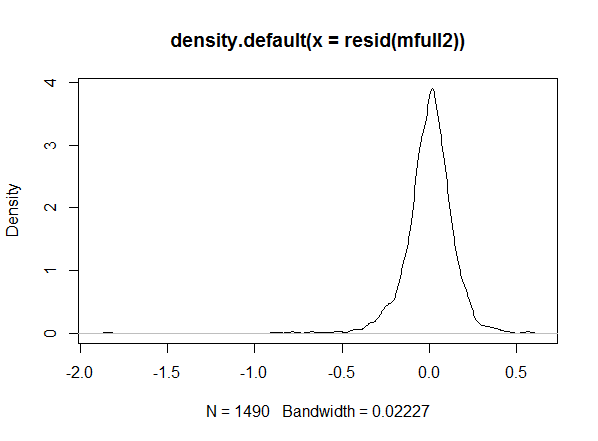 density.default(x = resid(mfull2))
Density
4
3
2
1
0
-2.0 -1.5 -1.0 -0.5 0.0 0.5
N = 1490 Bandwidth = 0.02227